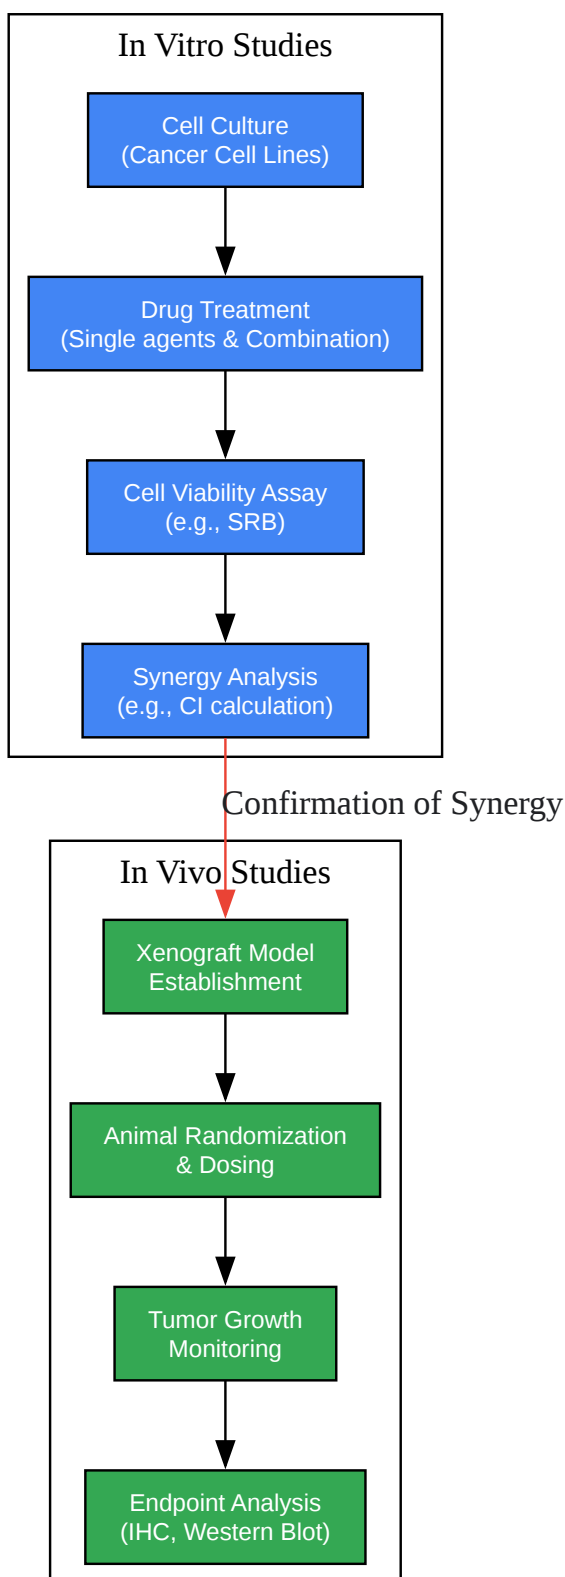 In Vitro Studies
Cell Culture
(Cancer Cell Lines)
Drug Treatment
(Single agents & Combination)
Cell Viability Assay
(e.g., SRB)
Synergy Analysis
(e.g., CI calculation)
Confirmation of Synergy
In Vivo Studies
Xenograft Model
Establishment
Animal Randomization
& Dosing
Tumor Growth
Monitoring
Endpoint Analysis
(IHC, Western Blot)